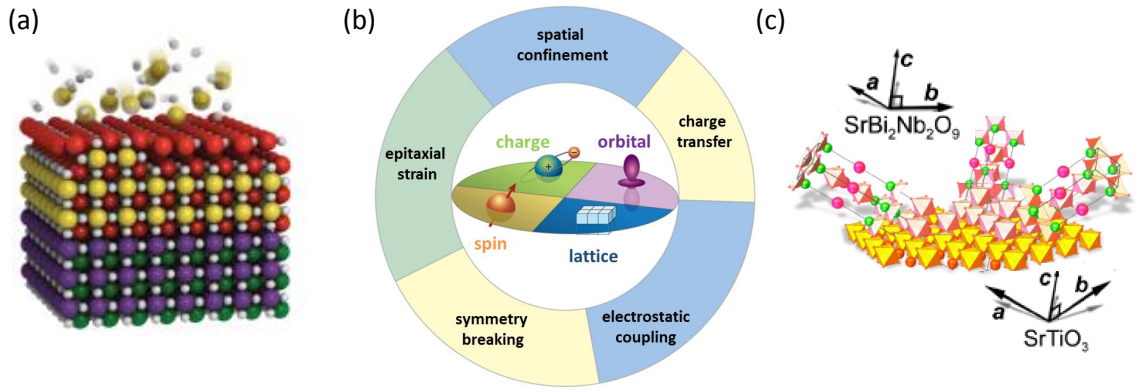 (a)
(b)
spatial
confinement
charge
transfer
electrostatic
coupling
symmetry
breaking
epitaxial
strain
charge
orbital
spin
lattice
+
−
(c)
c
a
b
SrBi₂Nb₂O₉
c
b
a
SrTiO₃